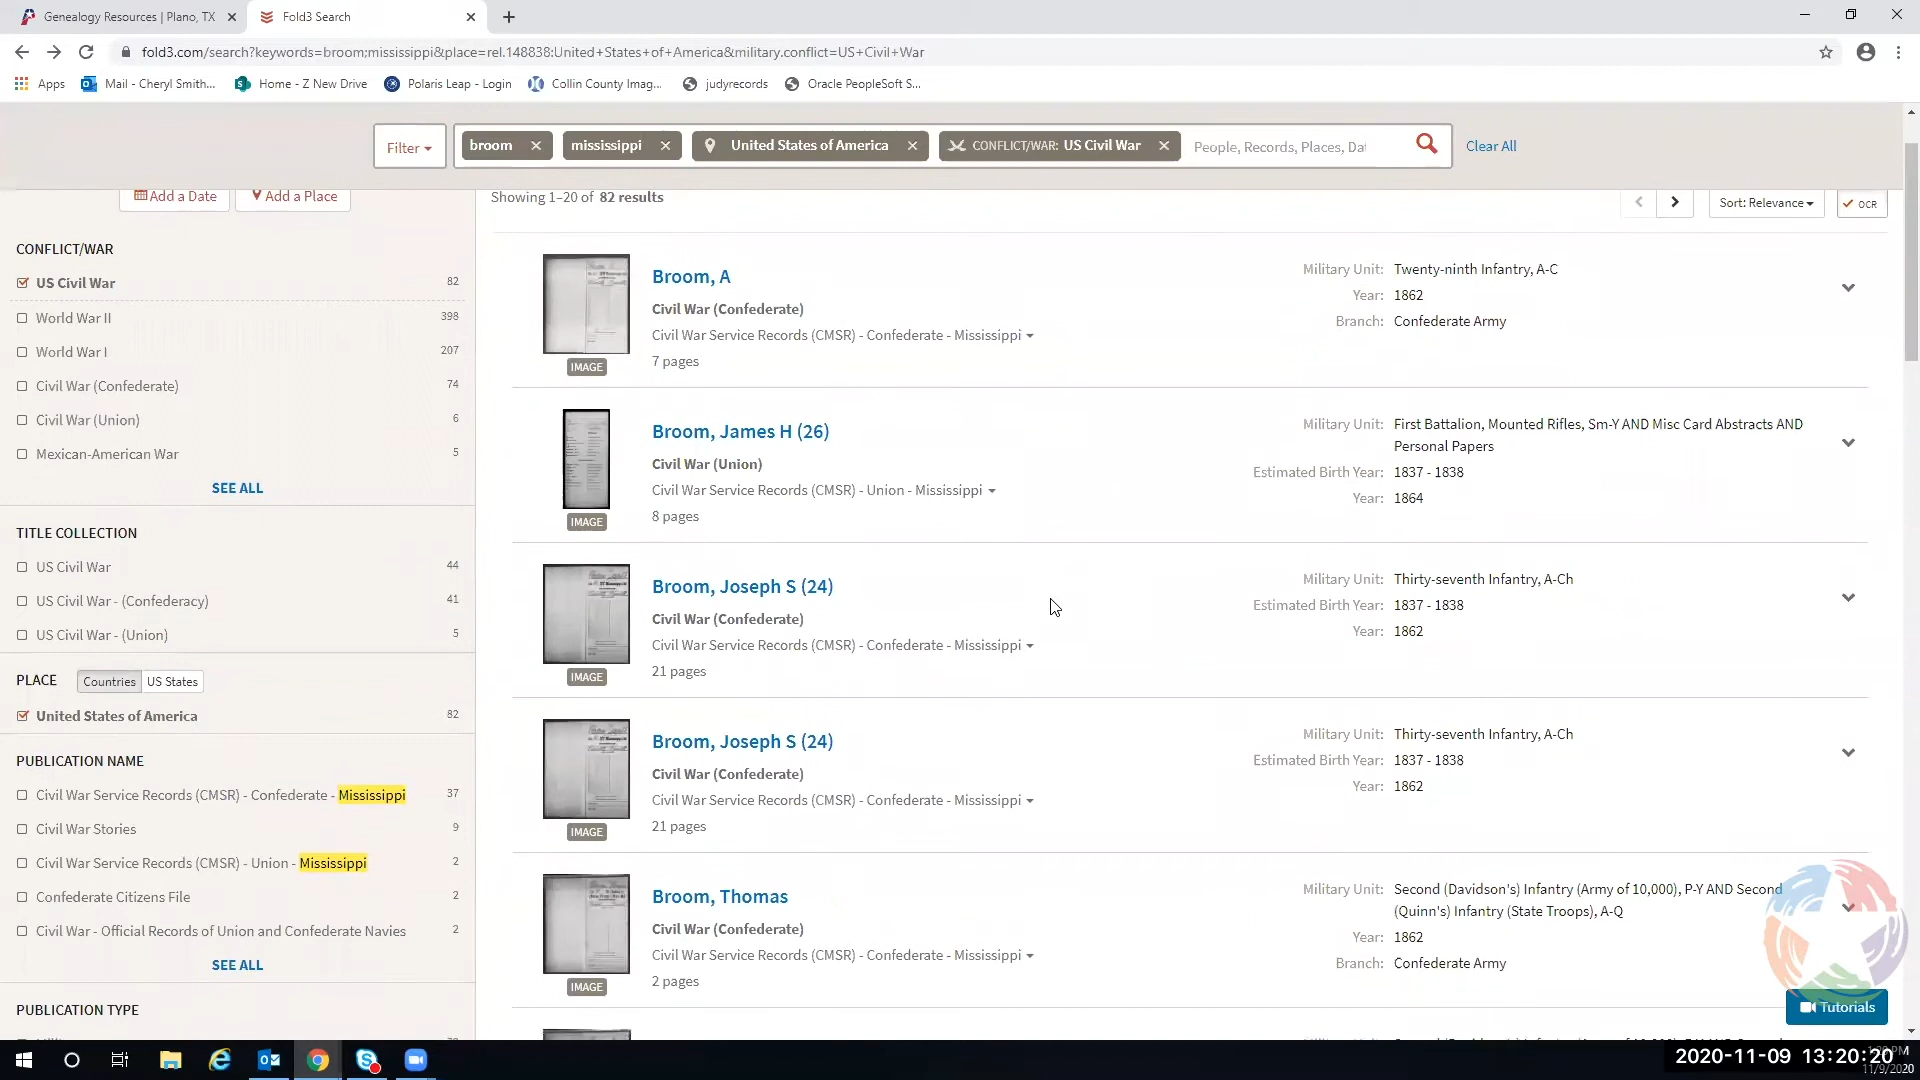 Genealogy Resources | Plano, TX
Fold3 Search
fold3.com/search?keywords=broom;mississippi&place=rel.148838:United+States+of+America&military.conflict=US+Civil+War
Apps
Mail - Cheryl Smith...
Home - Z New Drive
Polaris Leap - Login
Collin County Imag...
judyrecords
Oracle PeopleSoft S...
Filter
broom
mississippi
United States of America
CONFLICT/WAR: US Civil War
People, Records, Places, Dat
Clear All
Add a Date
Add a Place
Showing 1–20 of 82 results
Sort: Relevance
OCR
CONFLICT/WAR
US Civil War 82
World War II 398
World War I 207
Civil War (Confederate) 74
Civil War (Union) 6
Mexican-American War 5
SEE ALL
TITLE COLLECTION
US Civil War 44
US Civil War - (Confederacy) 41
US Civil War - (Union) 5
PLACE Countries US States
United States of America 82
PUBLICATION NAME
Civil War Service Records (CMSR) - Confederate - Mississippi 37
Civil War Stories 9
Civil War Service Records (CMSR) - Union - Mississippi 2
Confederate Citizens File 2
Civil War - Official Records of Union and Confederate Navies 2
SEE ALL
PUBLICATION TYPE
Broom, A
Civil War (Confederate)
Civil War Service Records (CMSR) - Confederate - Mississippi
7 pages
IMAGE
Military Unit: Twenty-ninth Infantry, A-C
Year: 1862
Branch: Confederate Army
Broom, James H (26)
Civil War (Union)
Civil War Service Records (CMSR) - Union - Mississippi
8 pages
IMAGE
Military Unit: First Battalion, Mounted Rifles, Sm-Y AND Misc Card Abstracts AND
Personal Papers
Estimated Birth Year: 1837 - 1838
Year: 1864
Broom, Joseph S (24)
Civil War (Confederate)
Civil War Service Records (CMSR) - Confederate - Mississippi
21 pages
IMAGE
Military Unit: Thirty-seventh Infantry, A-Ch
Estimated Birth Year: 1837 - 1838
Year: 1862
Broom, Joseph S (24)
Civil War (Confederate)
Civil War Service Records (CMSR) - Confederate - Mississippi
21 pages
IMAGE
Military Unit: Thirty-seventh Infantry, A-Ch
Estimated Birth Year: 1837 - 1838
Year: 1862
Broom, Thomas
Civil War (Confederate)
Civil War Service Records (CMSR) - Confederate - Mississippi
2 pages
IMAGE
Military Unit: Second (Davidson's) Infantry (Army of 10,000), P-Y AND Second
(Quinn's) Infantry (State Troops), A-Q
Year: 1862
Branch: Confederate Army
Tutorials
2020-11-09 13:20:20
11/9/2020